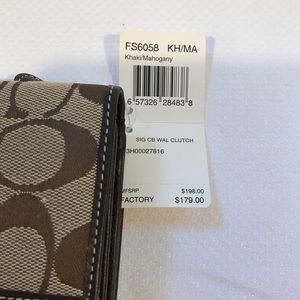 FS6058 KH/MA
Khaki/Mahogany
6 57326 28483 8
SIG CB WAL CLUTCH
3H00027816
MFSRP $198.00
FACTORY $179.00